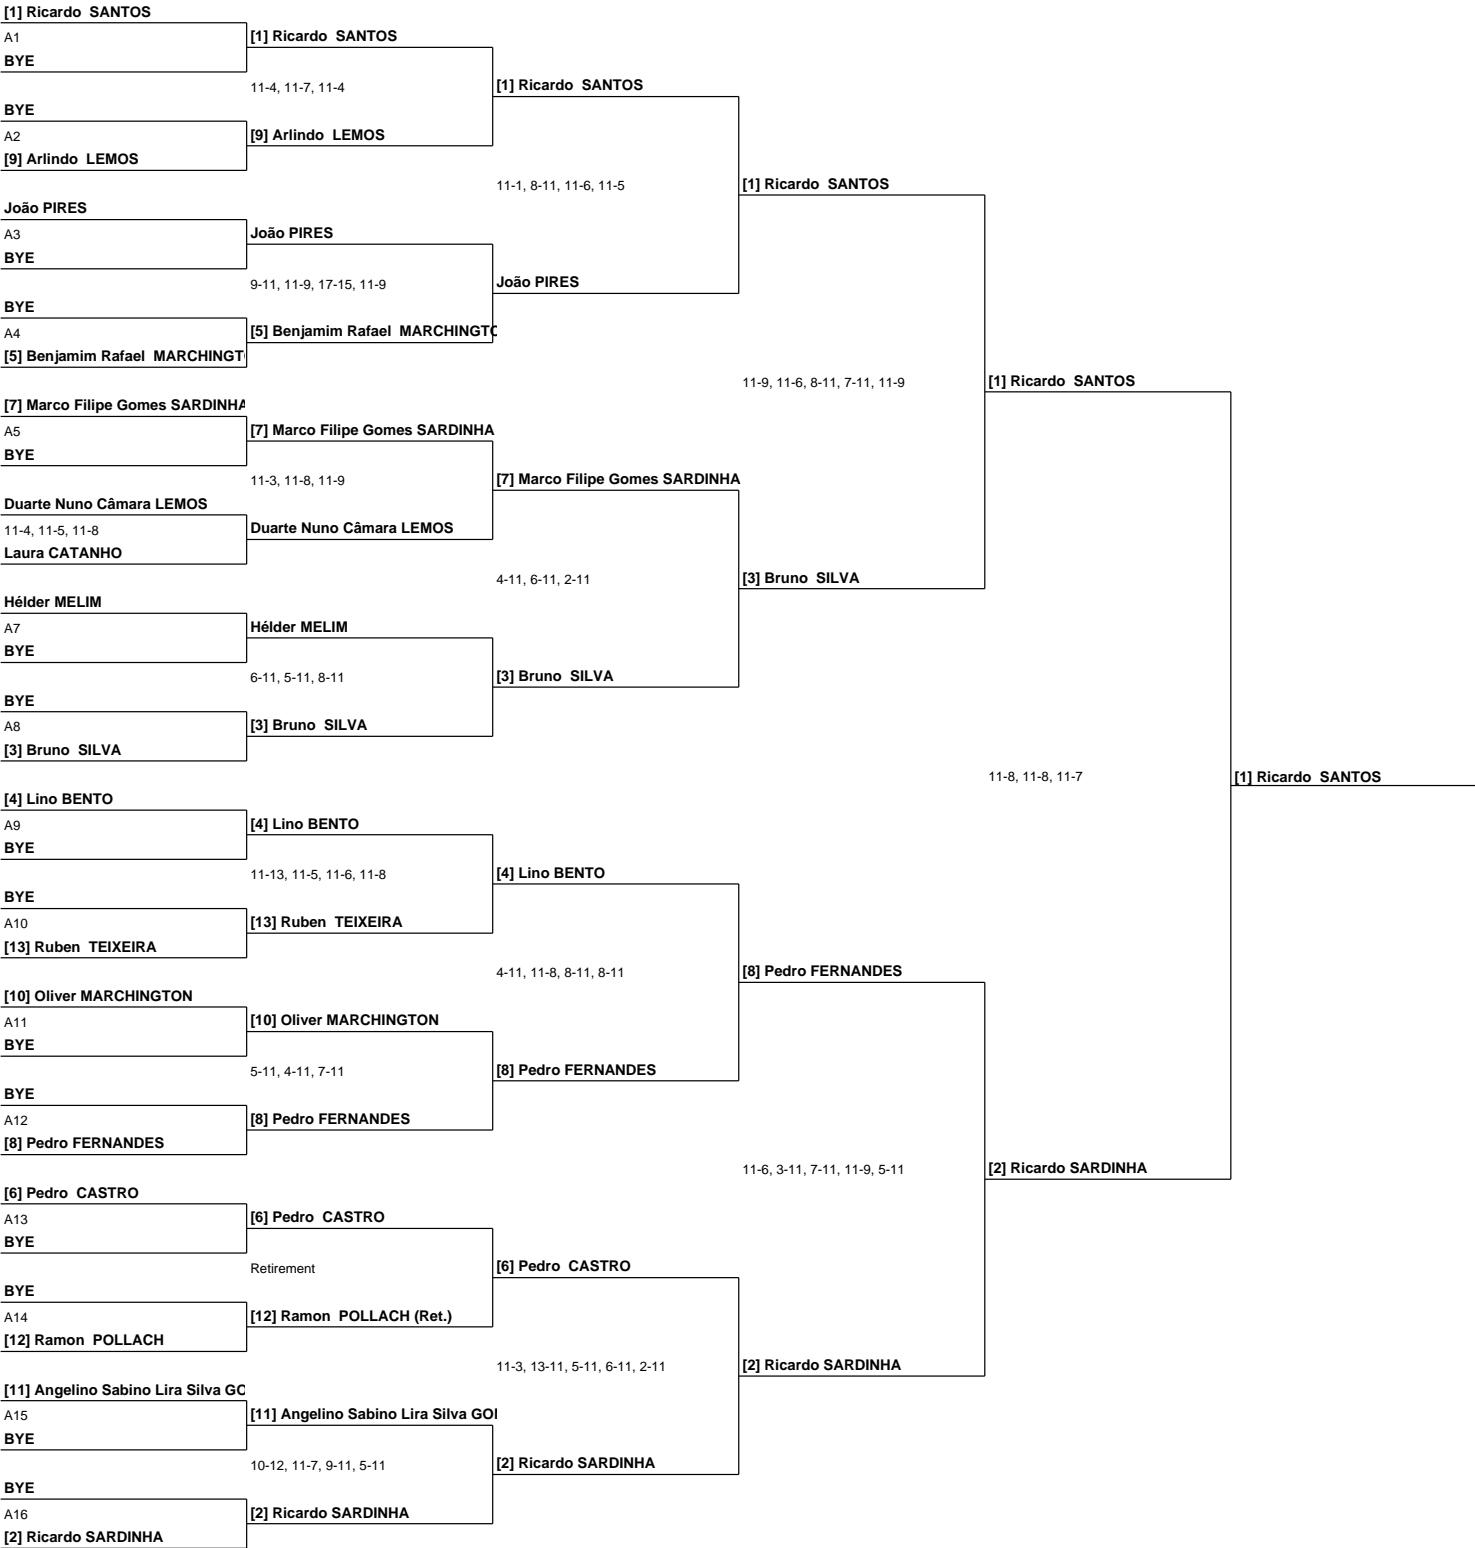 [1] Ricardo SANTOS
A1
BYE
BYE
A2
[9] Arlindo LEMOS
João PIRES
A3
BYE
BYE
A4
[5] Benjamim Rafael MARCHINGT
[7] Marco Filipe Gomes SARDINHA
A5
BYE
Duarte Nuno Câmara LEMOS
11-4, 11-5, 11-8
Laura CATANHO
Hélder MELIM
A7
BYE
BYE
A8
[3] Bruno SILVA
[4] Lino BENTO
A9
BYE
BYE
A10
[13] Ruben TEIXEIRA
[10] Oliver MARCHINGTON
A11
BYE
BYE
A12
[8] Pedro FERNANDES
[6] Pedro CASTRO
A13
BYE
BYE
A14
[12] Ramon POLLACH
[11] Angelino Sabino Lira Silva GO
A15
BYE
BYE
A16
[2] Ricardo SARDINHA
[1] Ricardo SANTOS
11-4, 11-7, 11-4
[9] Arlindo LEMOS
João PIRES
9-11, 11-9, 17-15, 11-9
[5] Benjamim Rafael MARCHINGTO
[7] Marco Filipe Gomes SARDINHA
11-3, 11-8, 11-9
Duarte Nuno Câmara LEMOS
Hélder MELIM
6-11, 5-11, 8-11
[3] Bruno SILVA
[4] Lino BENTO
11-13, 11-5, 11-6, 11-8
[13] Ruben TEIXEIRA
[10] Oliver MARCHINGTON
5-11, 4-11, 7-11
[8] Pedro FERNANDES
[6] Pedro CASTRO
Retirement
[12] Ramon POLLACH (Ret.)
[11] Angelino Sabino Lira Silva GO
10-12, 11-7, 9-11, 5-11
[2] Ricardo SARDINHA
[1] Ricardo SANTOS
11-1, 8-11, 11-6, 11-5
João PIRES
[7] Marco Filipe Gomes SARDINHA
4-11, 6-11, 2-11
[3] Bruno SILVA
[4] Lino BENTO
4-11, 11-8, 8-11, 8-11
[8] Pedro FERNANDES
[6] Pedro CASTRO
11-3, 13-11, 5-11, 6-11, 2-11
[2] Ricardo SARDINHA
[1] Ricardo SANTOS
11-9, 11-6, 8-11, 7-11, 11-9
[3] Bruno SILVA
[8] Pedro FERNANDES
11-6, 3-11, 7-11, 11-9, 5-11
[2] Ricardo SARDINHA
[1] Ricardo SANTOS
11-8, 11-8, 11-7
[2] Ricardo SARDINHA
[1] Ricardo SANTOS